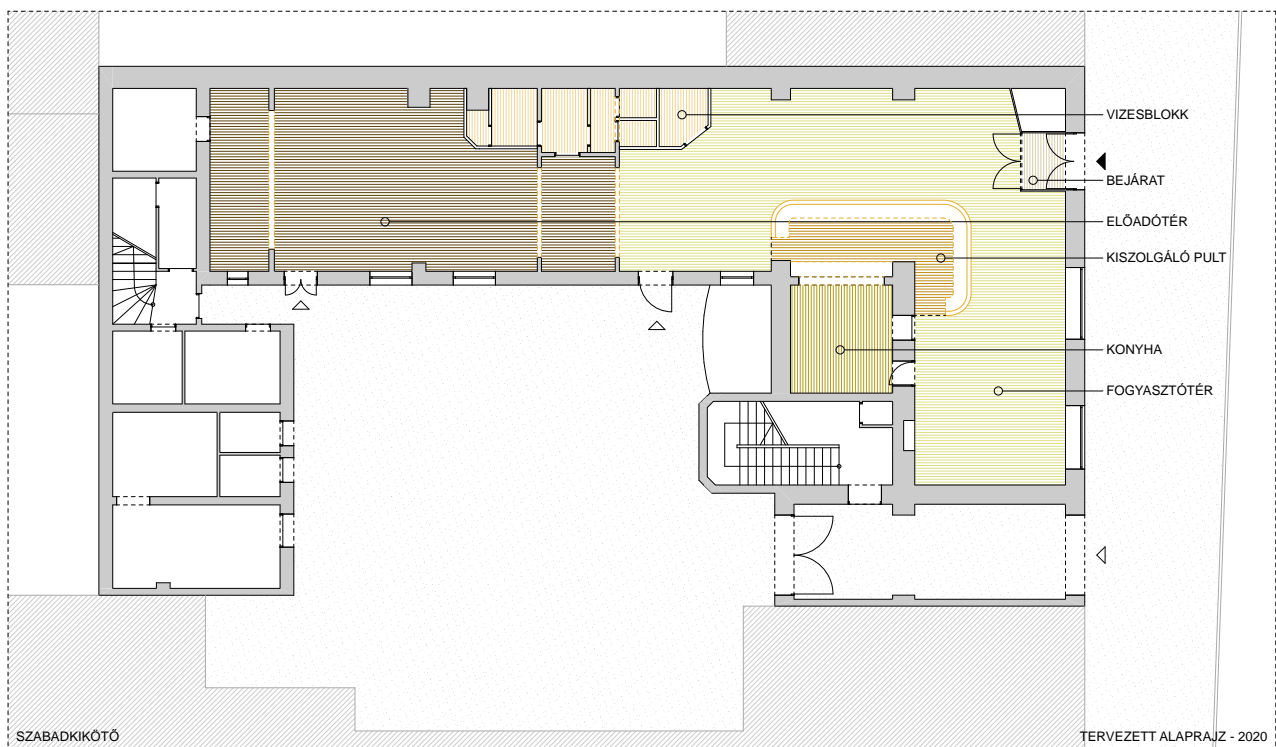 VIZESBLOKK
BEJÁRAT
ELŐADÓTÉR
KISZOLGÁLÓ PULT
KONYHA
FOGYASZTÓTÉR
SZABADKIKÖTŐ
TERVEZETT ALAPRAJZ - 2020